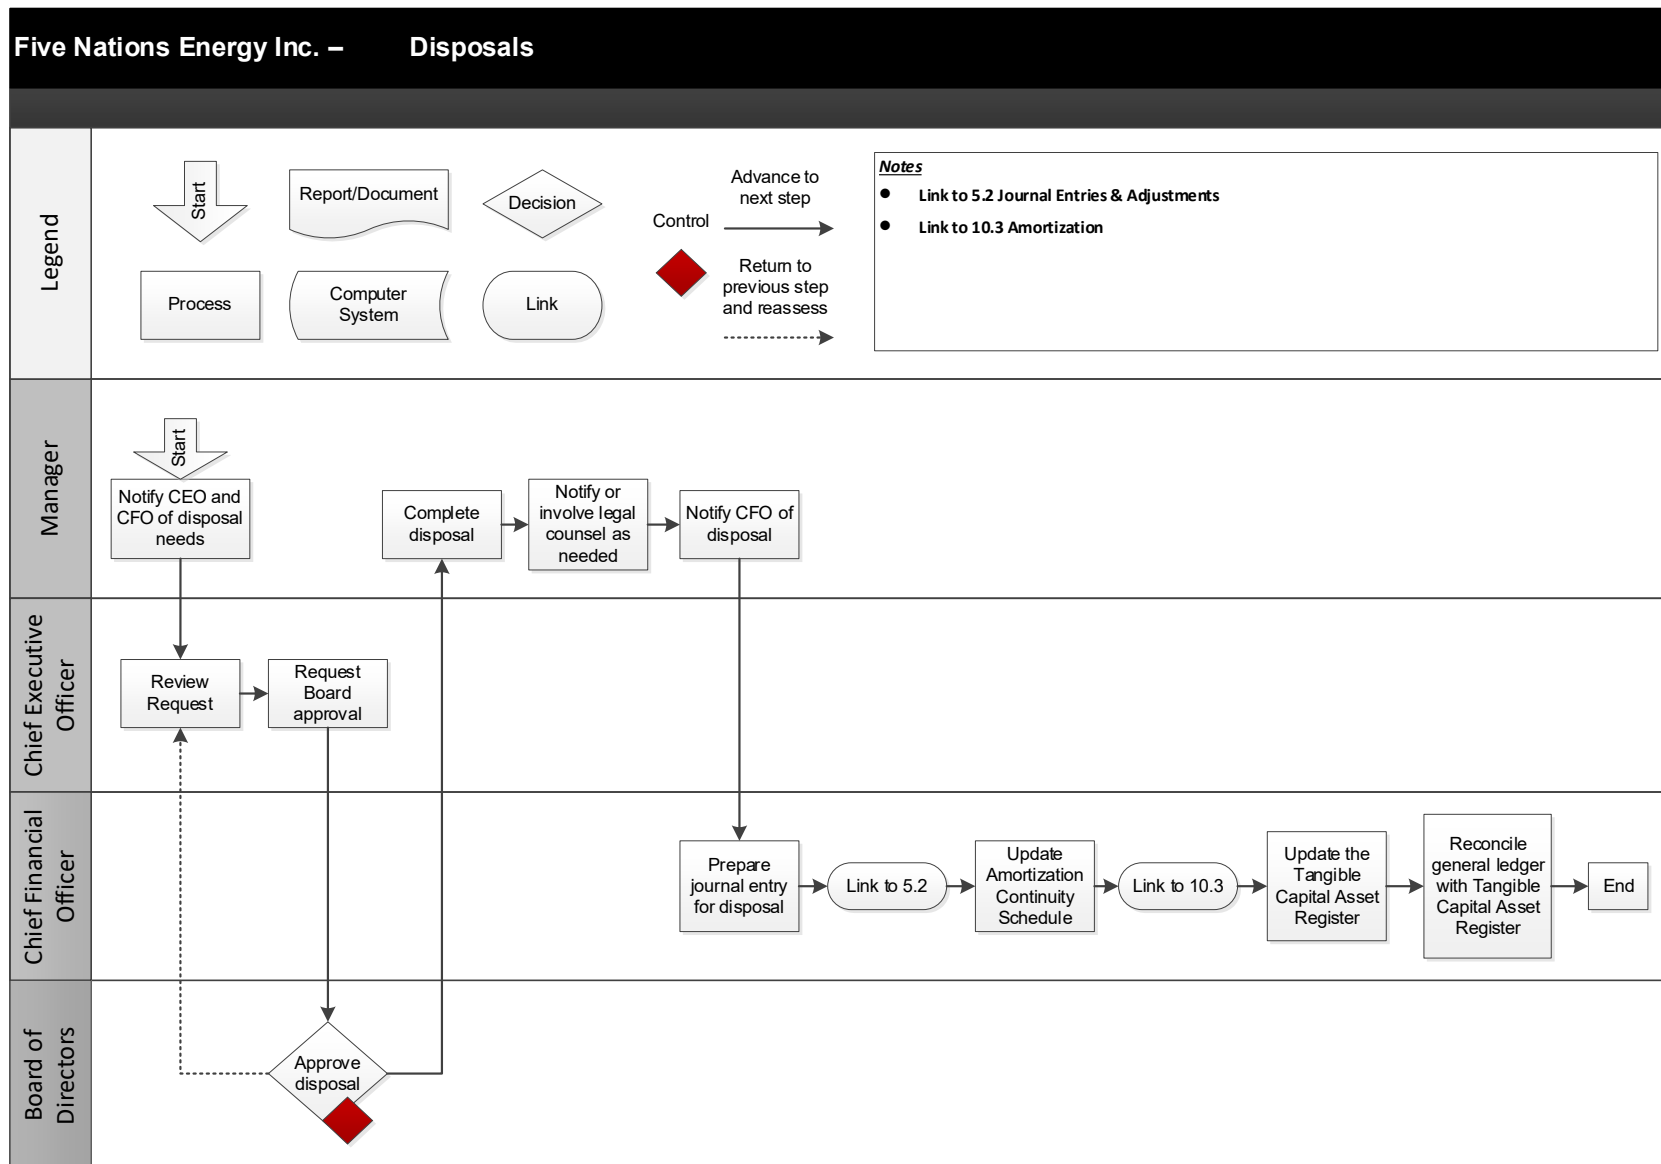 Five Nations Energy Inc. – Disposals
Legend
Start
Report/Document
Decision
Process
Computer
System
Link
Control
Advance to
next step
Return to
previous step
and reassess
Notes
● Link to 5.2 Journal Entries & Adjustments
● Link to 10.3 Amortization
Manager
Start
Notify CEO and
CFO of disposal
needs
Complete
disposal
Notify or
involve legal
counsel as
needed
Notify CFO of
disposal
Chief Executive
Officer
Review
Request
Request
Board
approval
Chief Financial
Officer
Prepare
journal entry
for disposal
Link to 5.2
Update
Amortization
Continuity
Schedule
Link to 10.3
Update the
Tangible
Capital Asset
Register
Reconcile
general ledger
with Tangible
Capital Asset
Register
End
Board of
Directors
Approve
disposal